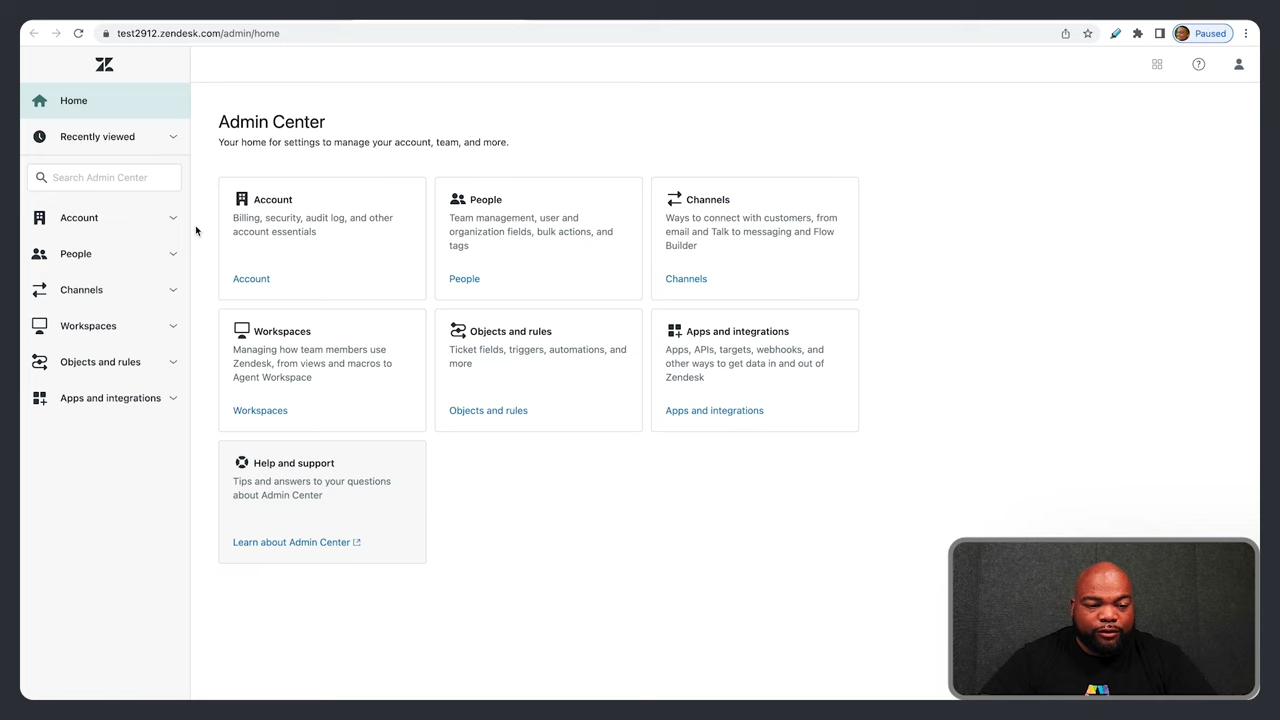 test2912.zendesk.com/admin/home
Paused
Home
Recently viewed
Search Admin Center
Account
People
Channels
Workspaces
Objects and rules
Apps and integrations
Admin Center
Your home for settings to manage your account, team, and more.
Account
Billing, security, audit log, and other
account essentials
Account
People
Team management, user and
organization fields, bulk actions, and
tags
People
Channels
Ways to connect with customers, from
email and Talk to messaging and Flow
Builder
Channels
Workspaces
Managing how team members use
Zendesk, from views and macros to
Agent Workspace
Workspaces
Objects and rules
Ticket fields, triggers, automations, and
more
Objects and rules
Apps and integrations
Apps, APIs, targets, webhooks, and
other ways to get data in and out of
Zendesk
Apps and integrations
Help and support
Tips and answers to your questions
about Admin Center
Learn about Admin Center